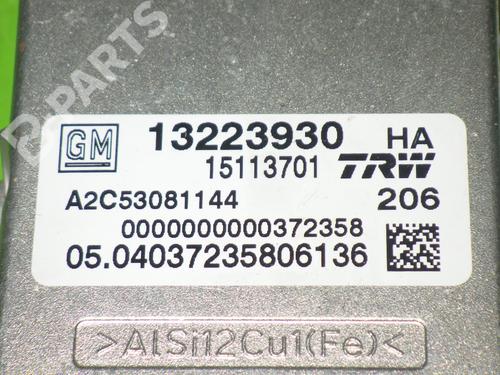 B-PARTS
GM 13223930 HA
15113701 TRW
A2C53081144 206
0000000000372358
05.04037235806136
>AlSi12Cu1(Fe)<